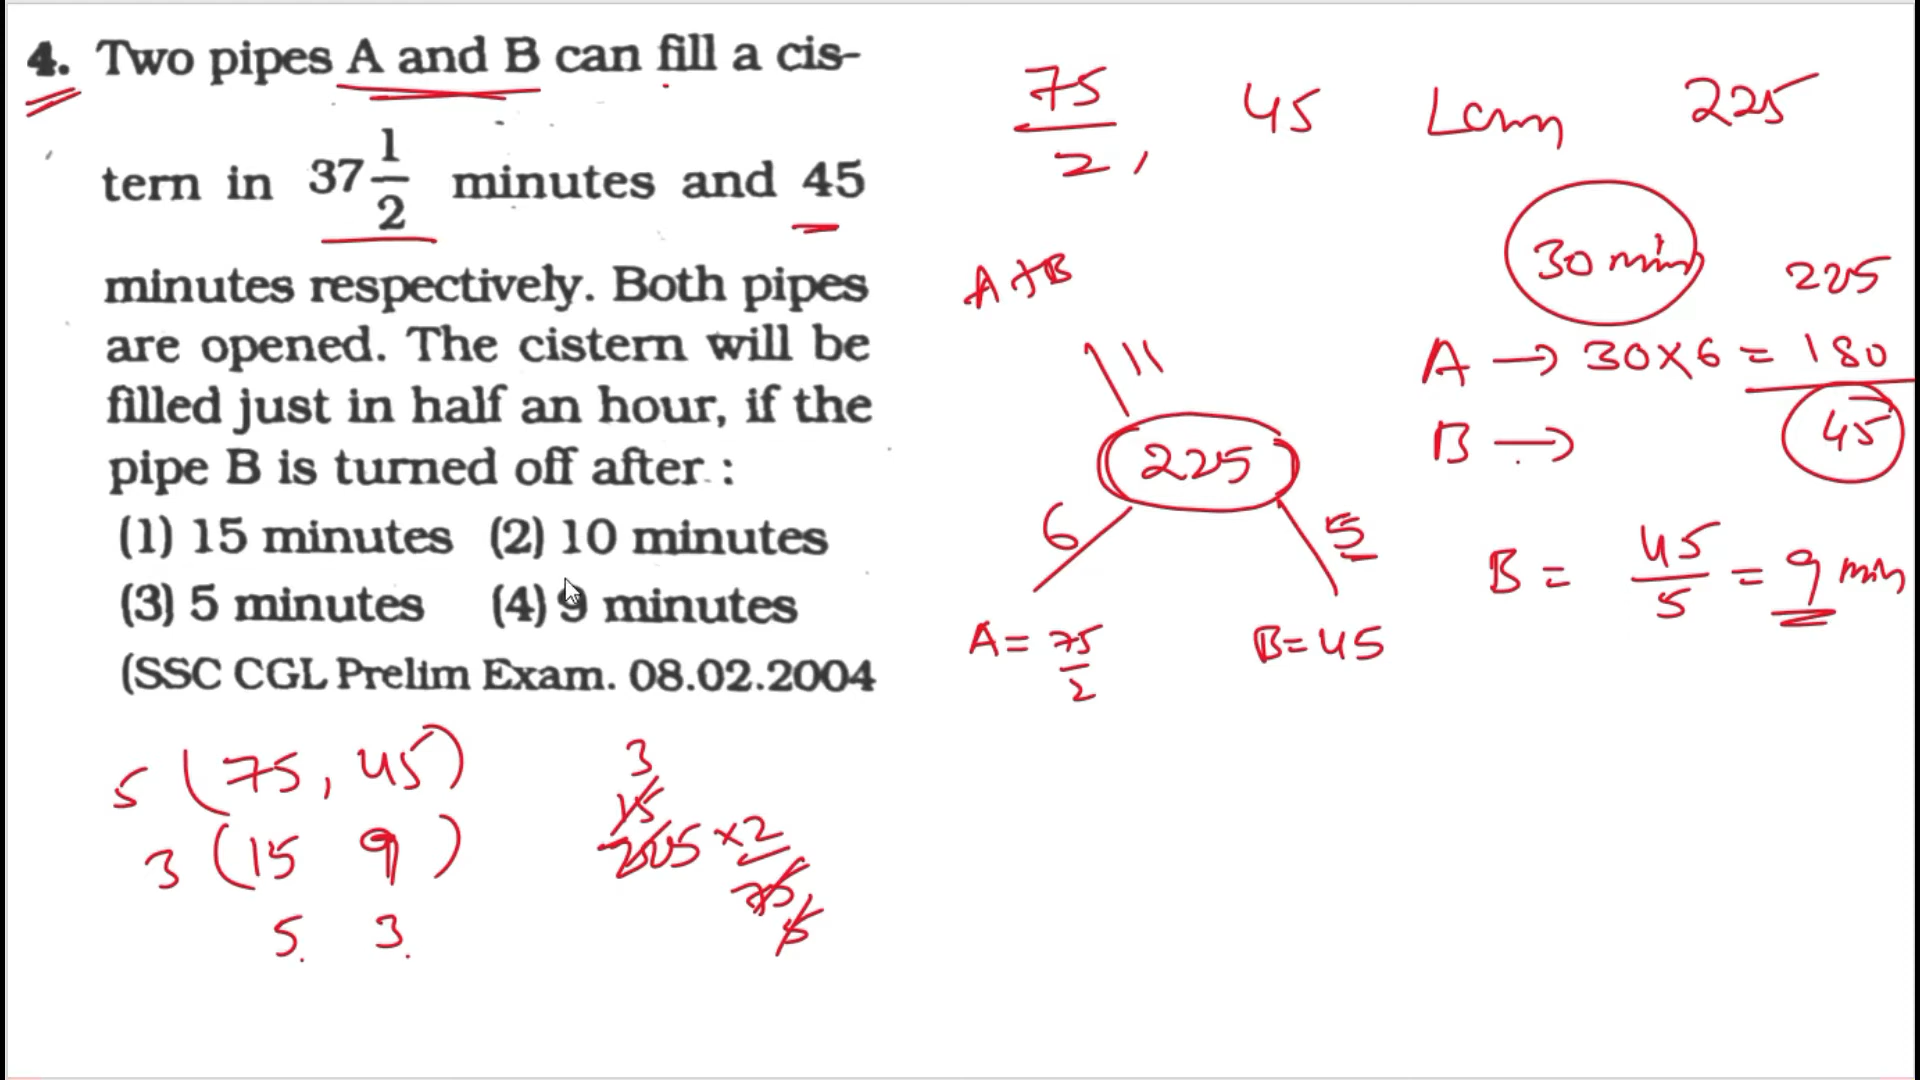 4. Two pipes A and B can fill a cis-
tern in 37 1/2 minutes and 45
minutes respectively. Both pipes
are opened. The cistern will be
filled just in half an hour, if the
pipe B is turned off after :
(1) 15 minutes (2) 10 minutes
(3) 5 minutes (4) 9 minutes
(SSC CGL Prelim Exam. 08.02.2004
5 (75, 45)
3 (15 9)
5. 3.
3
15
225 × 2
75
5
75/2, 45 Lcm 225
A+B
11
225
6 5
A = 75/2 B = 45
30 min 225
A → 30×6 = 180
B → 45
B = 45/5 = 9 min